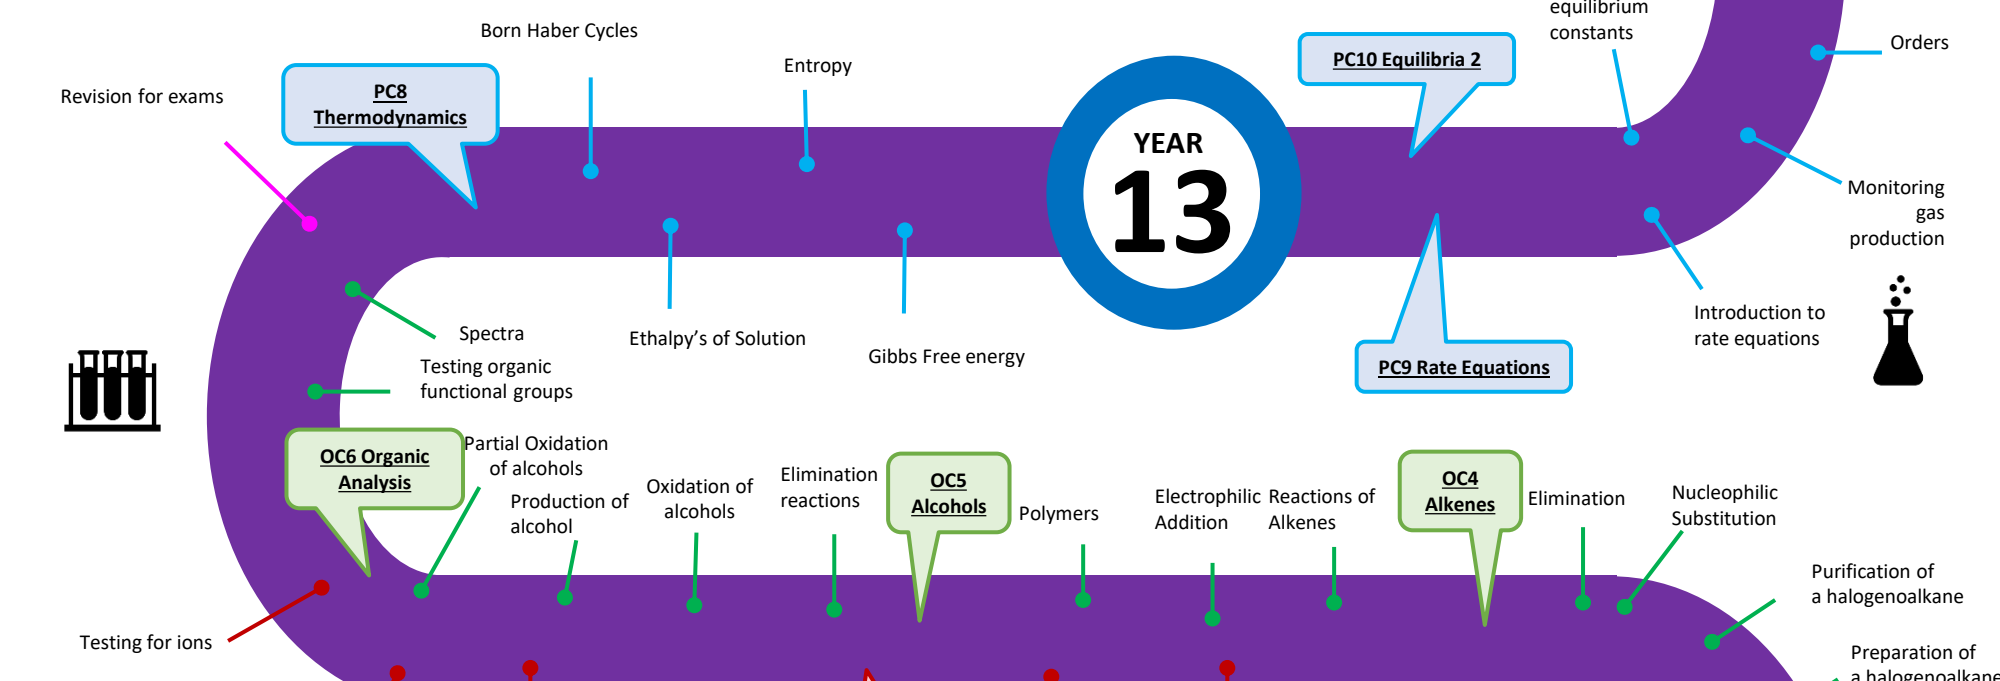 equilibrium
constants
Born Haber Cycles
Orders
PC10 Equilibria 2
Entropy
PC8
Thermodynamics
Revision for exams
YEAR
13
Monitoring
gas
production
Introduction to
rate equations
Spectra
Ethalpy's of Solution
Gibbs Free energy
PC9 Rate Equations
Testing organic
functional groups
OC6 Organic
Analysis
Partial Oxidation
of alcohols
Production of
alcohol
Oxidation of
alcohols
Elimination
reactions
OC5
Alcohols
Polymers
Electrophilic
Addition
Reactions of
Alkenes
OC4
Alkenes
Elimination
Nucleophilic
Substitution
Purification of
a halogenoalkane
Testing for ions
Preparation of
a halogenoalkane